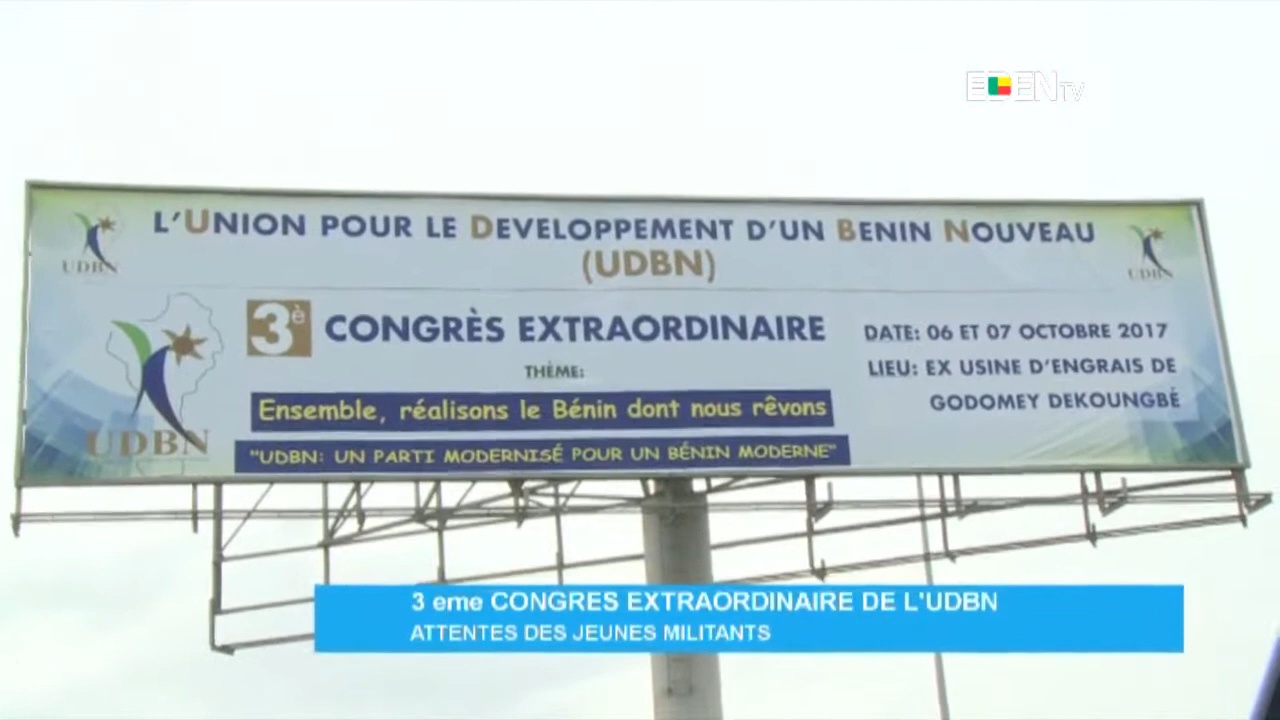 EDENTV
L'UNION POUR LE DEVELOPPEMENT D'UN BENIN NOUVEAU
(UDBN)
UDBN
UDBN
3è CONGRÈS EXTRAORDINAIRE
THÈME:
Ensemble, réalisons le Bénin dont nous rêvons
"UDBN: UN PARTI MODERNISÉ POUR UN BÉNIN MODERNE"
UDBN
DATE: 06 ET 07 OCTOBRE 2017
LIEU: EX USINE D'ENGRAIS DE
GODOMEY DEKOUNGBÉ
3 eme CONGRES EXTRAORDINAIRE DE L'UDBN
ATTENTES DES JEUNES MILITANTS